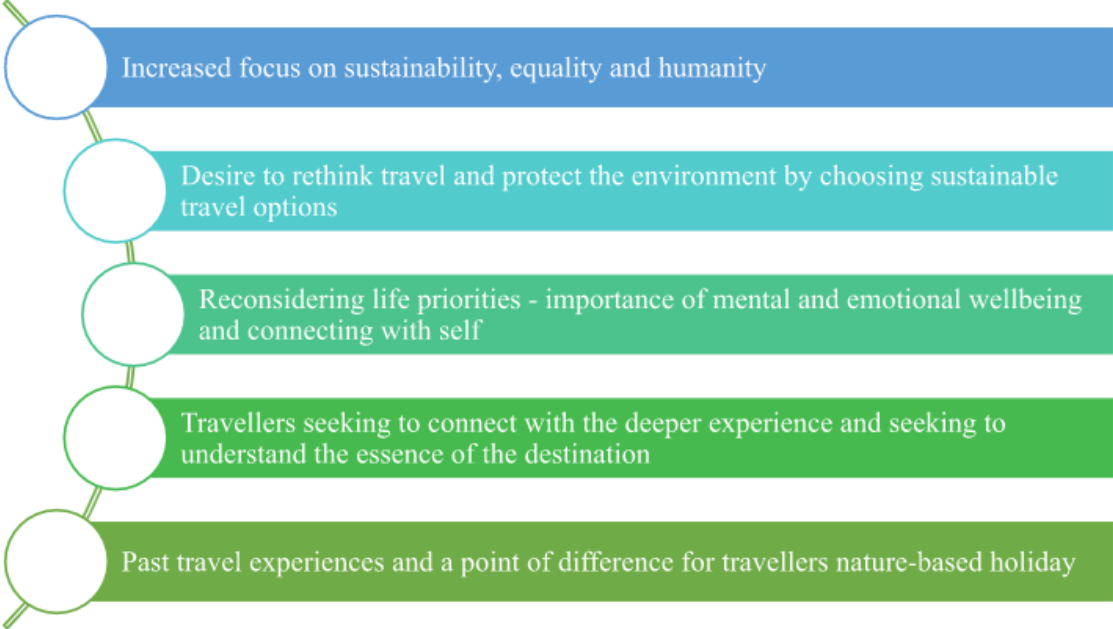 Increased focus on sustainability, equality and humanity
Desire to rethink travel and protect the environment by choosing sustainable
travel options
Reconsidering life priorities - importance of mental and emotional wellbeing
and connecting with self
Travellers seeking to connect with the deeper experience and seeking to
understand the essence of the destination
Past travel experiences and a point of difference for travellers nature-based holiday